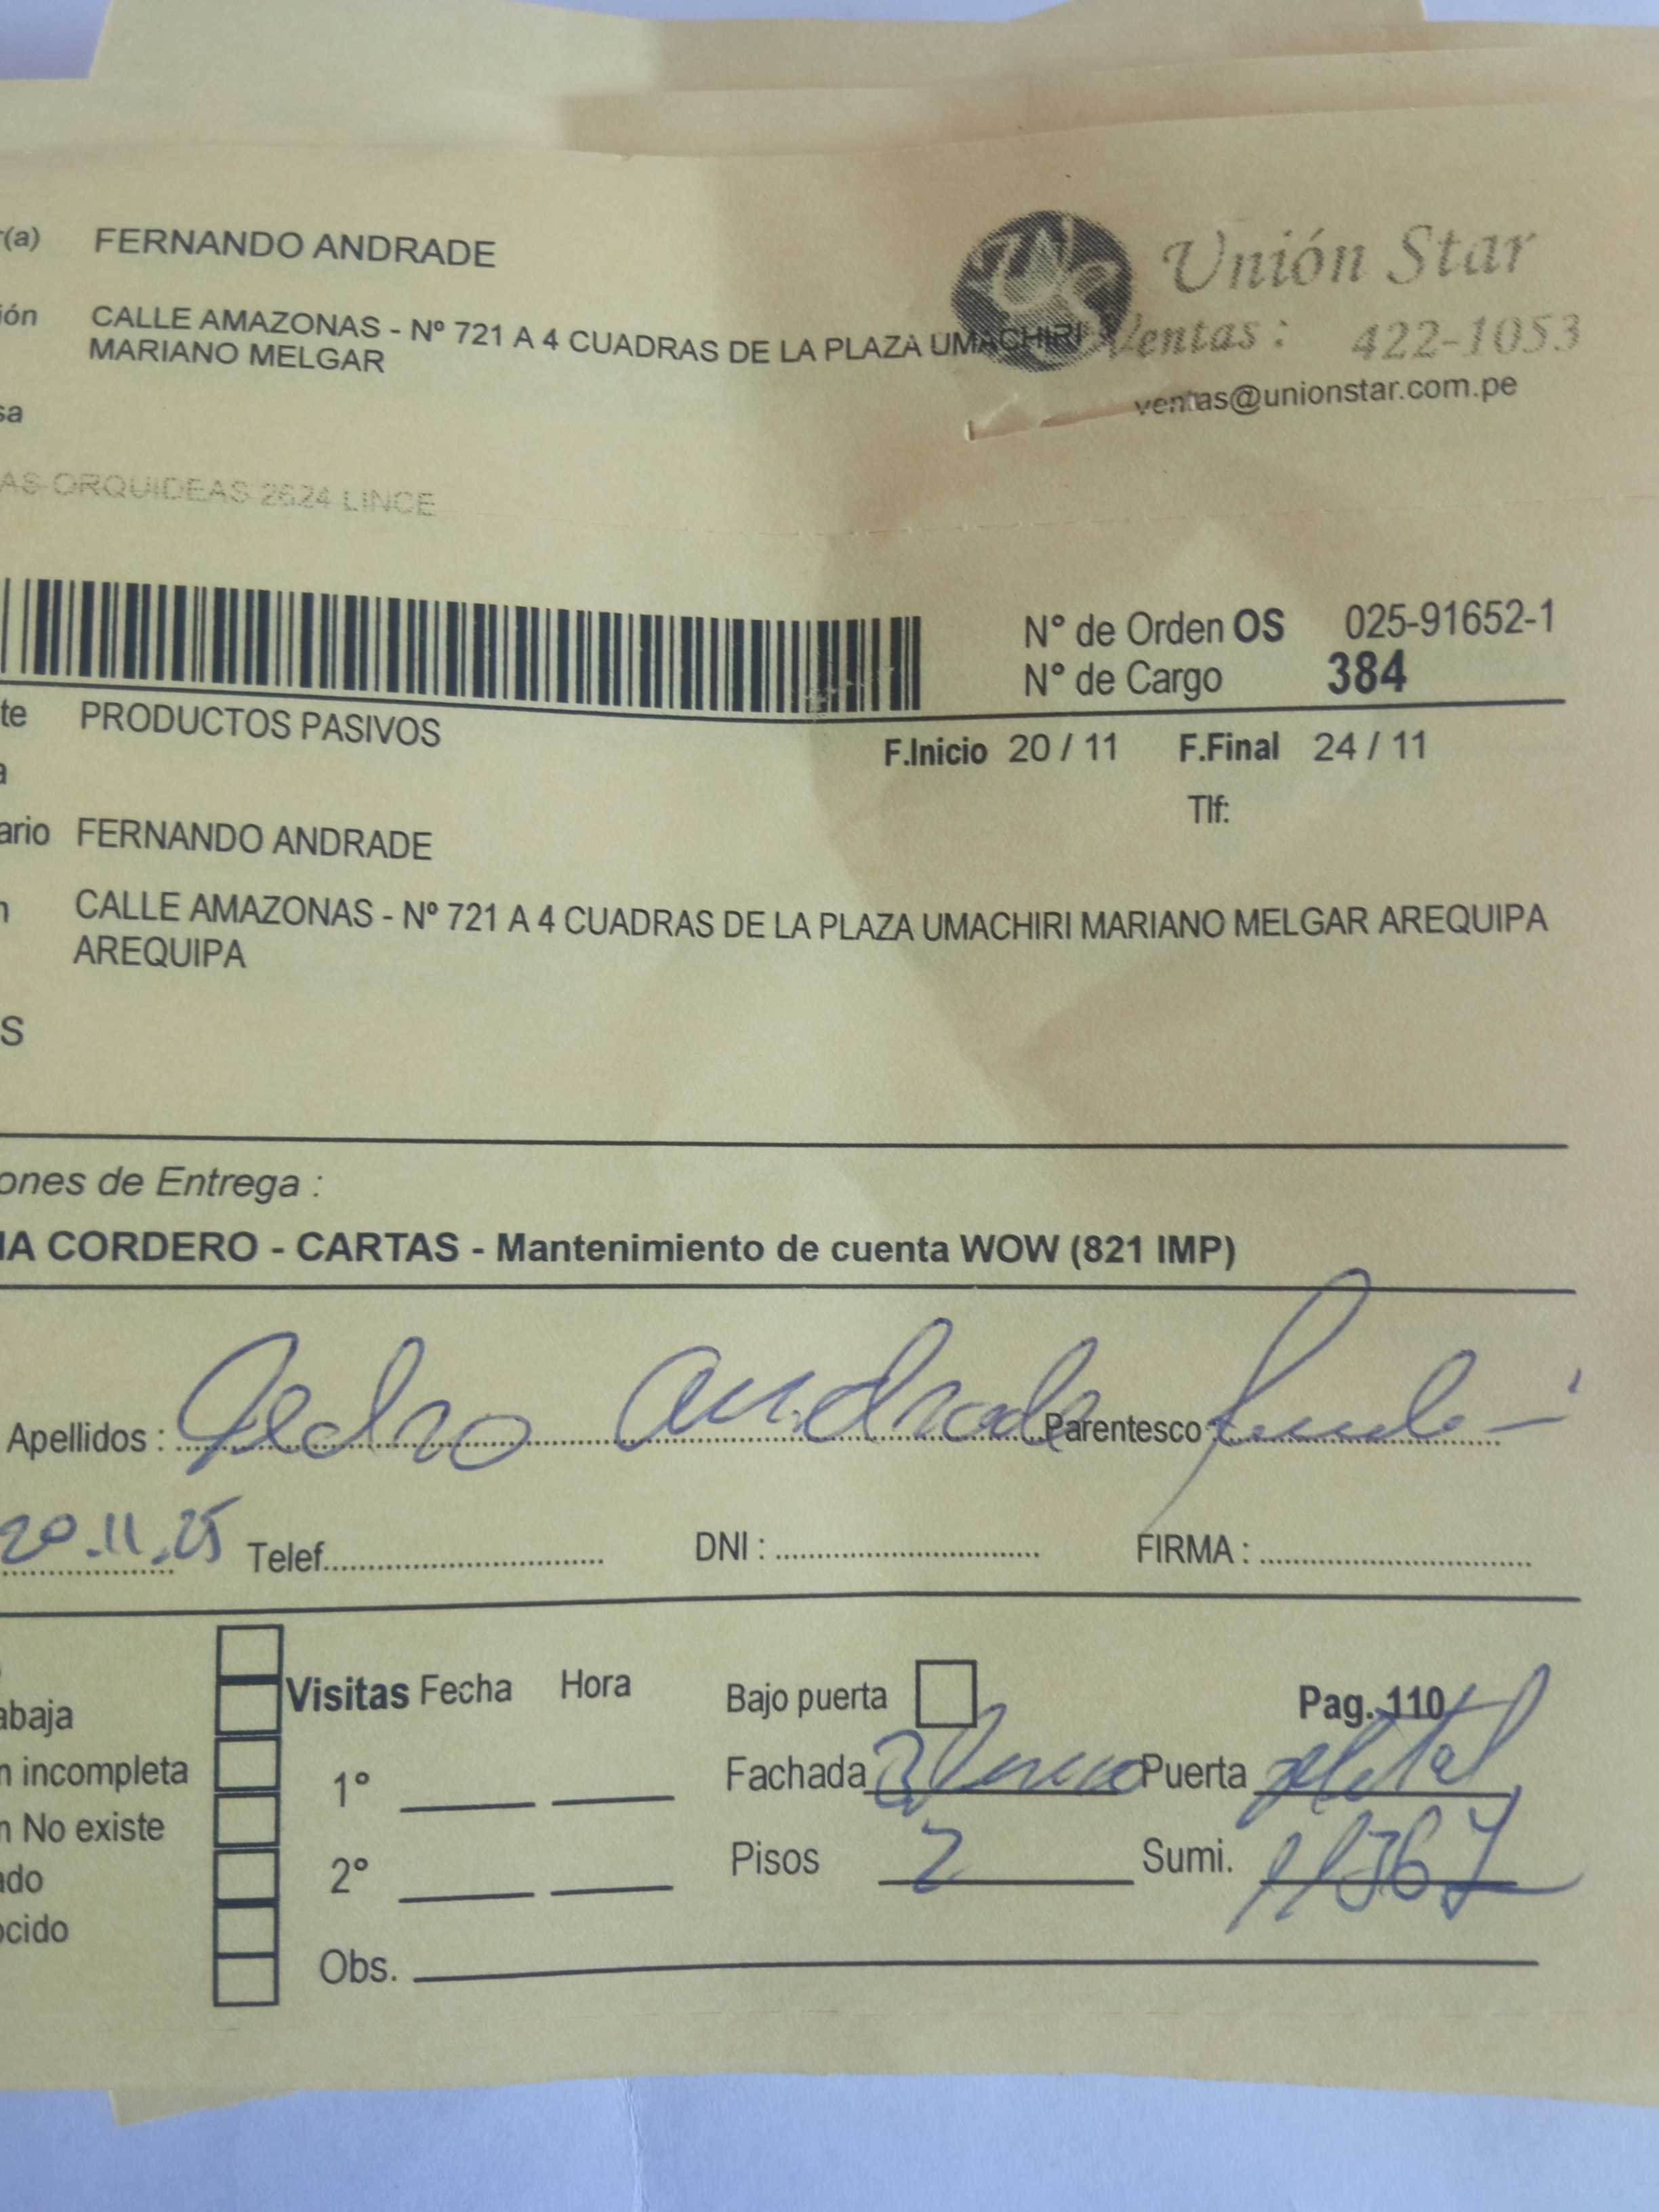 r(a) FERNANDO ANDRADE
Unión Star
ión CALLE AMAZONAS - Nº 721 A 4 CUADRAS DE LA PLAZA UMACHIRI
MARIANO MELGAR
Ventas : 422-1053
ventas@unionstar.com.pe
sa
AS ORQUIDEAS 2624 LINCE
N° de Orden OS 025-91652-1
N° de Cargo 384
te PRODUCTOS PASIVOS
F.Inicio 20 / 11 F.Final 24 / 11
a
Tlf:
ario FERNANDO ANDRADE
n CALLE AMAZONAS - Nº 721 A 4 CUADRAS DE LA PLAZA UMACHIRI MARIANO MELGAR AREQUIPA
AREQUIPA
S
ones de Entrega :
IA CORDERO - CARTAS - Mantenimiento de cuenta WOW (821 IMP)
Apellidos : Pedro Andrade Parentesco :
20.11.25 Telef. DNI : FIRMA :
Visitas Fecha Hora Bajo puerta Pag. 110
abaja
n incompleta 1° Fachada Blanco Puerta Metal
n No existe
ado 2° Pisos 2 Sumi. 11367
ocido
Obs.